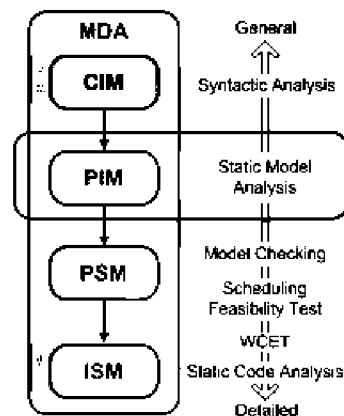 MDA
General
CIM
Syntactic Analysis
PIM
Static Model
Analysis
Model Checking
PSM
Scheduling
Feasibility Test
WCET
ISM
Static Code Analysis
Detailed